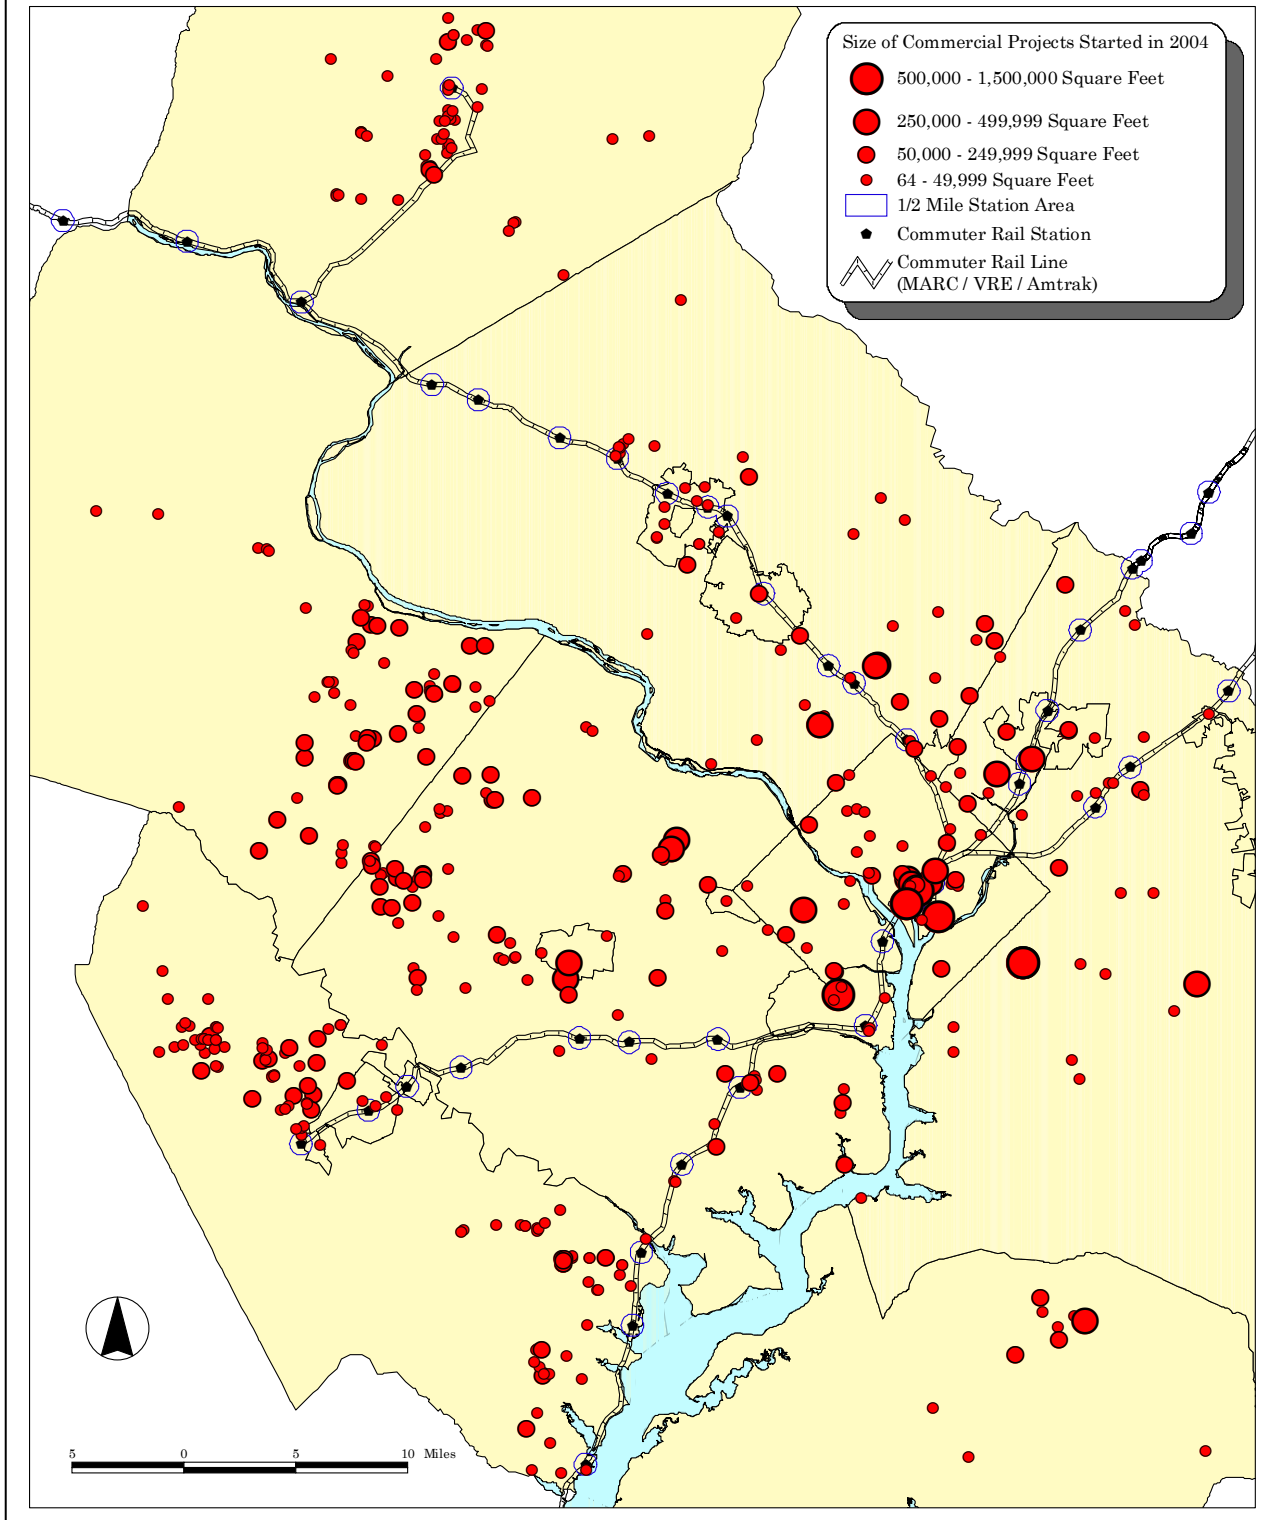 Size of Commercial Projects Started in 2004
500,000 - 1,500,000 Square Feet
250,000 - 499,999 Square Feet
50,000 - 249,999 Square Feet
64 - 49,999 Square Feet
1/2 Mile Station Area
Commuter Rail Station
Commuter Rail Line
(MARC / VRE / Amtrak)
5 0 5 10 Miles